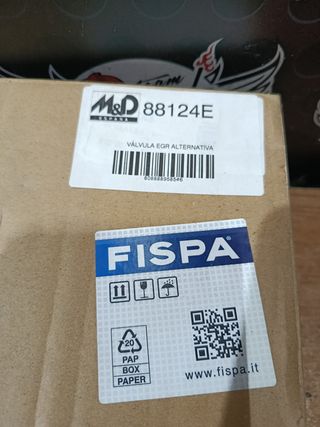 M&D
ESPAÑA
88124E
VÁLVULA EGR ALTERNATIVA
FISPA®
20
PAP
BOX
PAPER
www.fispa.it